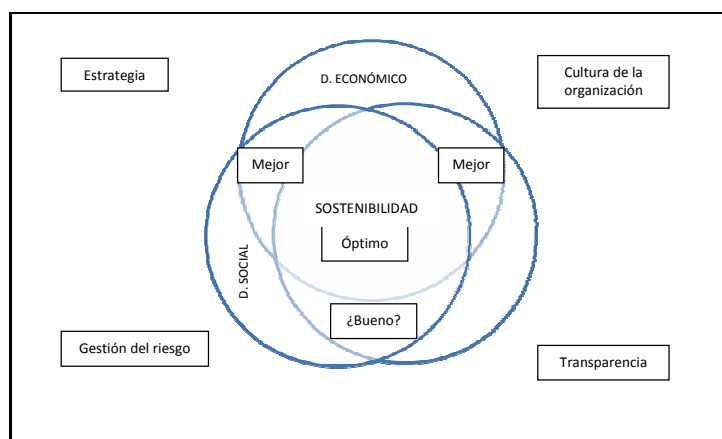 Estrategia
D. ECONÓMICO
Cultura de la
organización
Mejor
Mejor
SOSTENIBILIDAD
Óptimo
D. SOCIAL
¿Bueno?
Gestión del riesgo
Transparencia